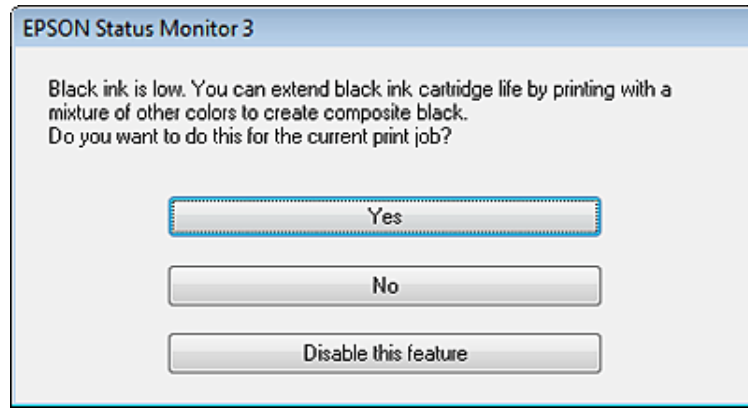 EPSON Status Monitor 3
Black ink is low. You can extend black ink cartridge life by printing with a
mixture of other colors to create composite black.
Do you want to do this for the current print job?
Yes
No
Disable this feature